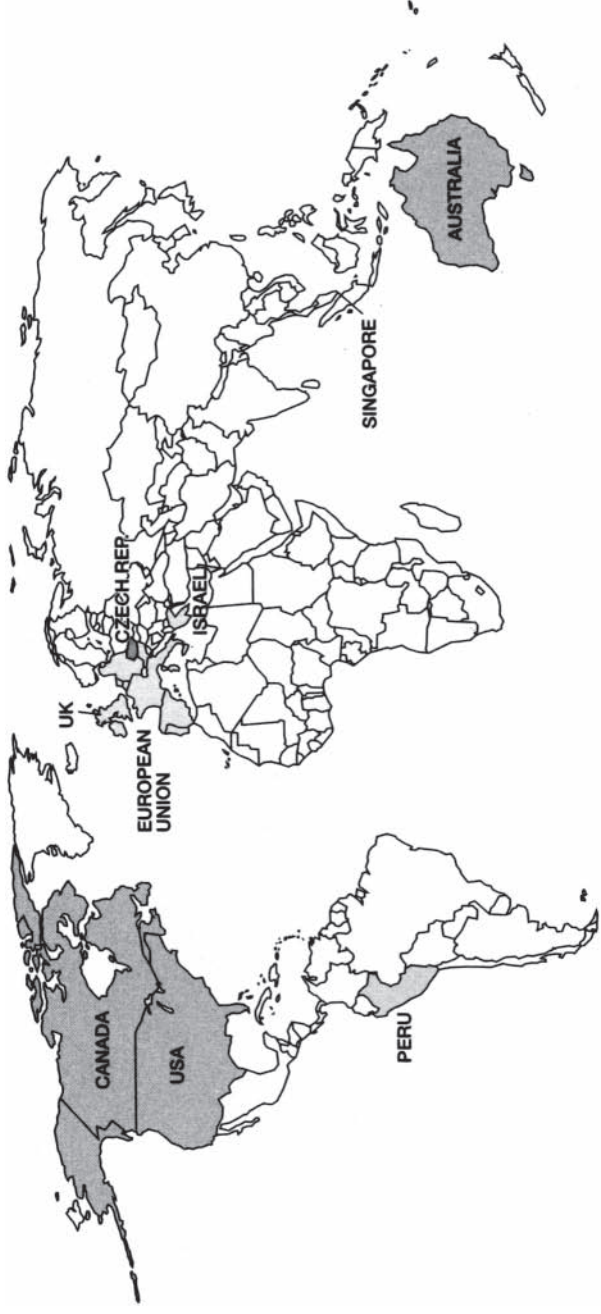 CANADA
USA
PERU
UK
EUROPEAN
UNION
CZECH.REP.
ISRAEL
SINGAPORE
AUSTRALIA